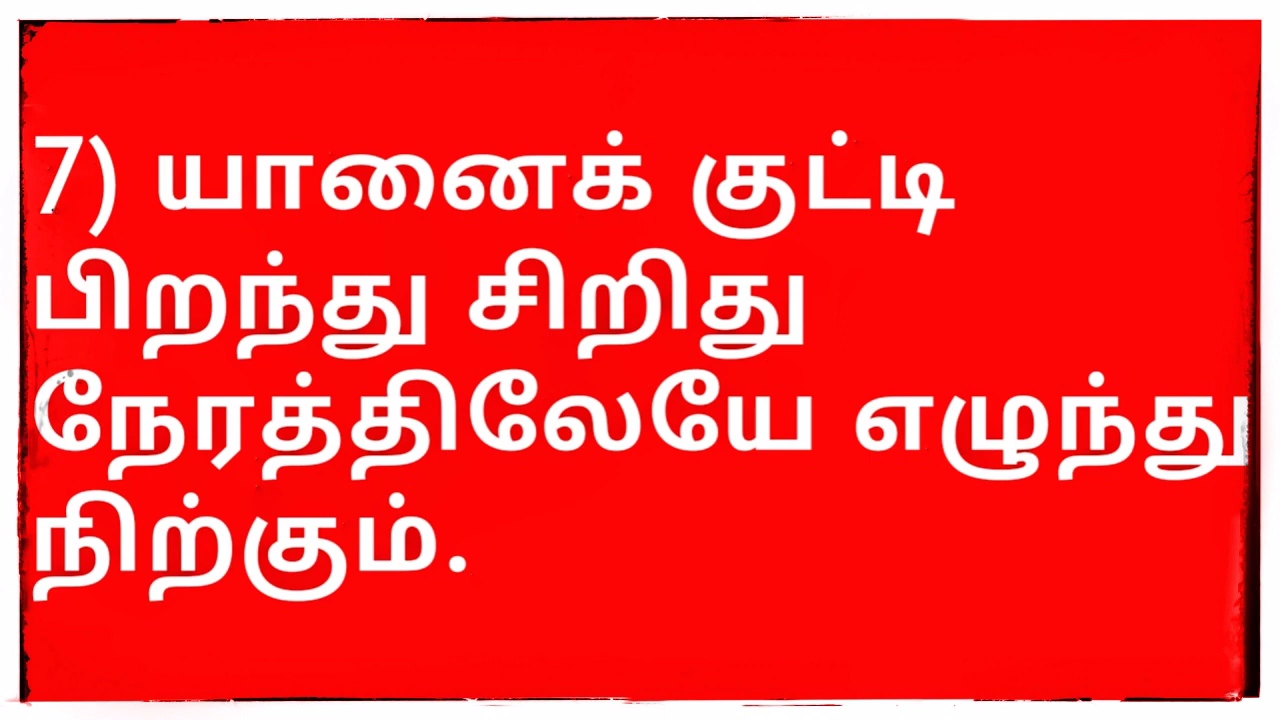 7) யானைக் குட்டி
பிறந்து சிறிது
நேரத்திலேயே எழுந்து
நிற்கும்.